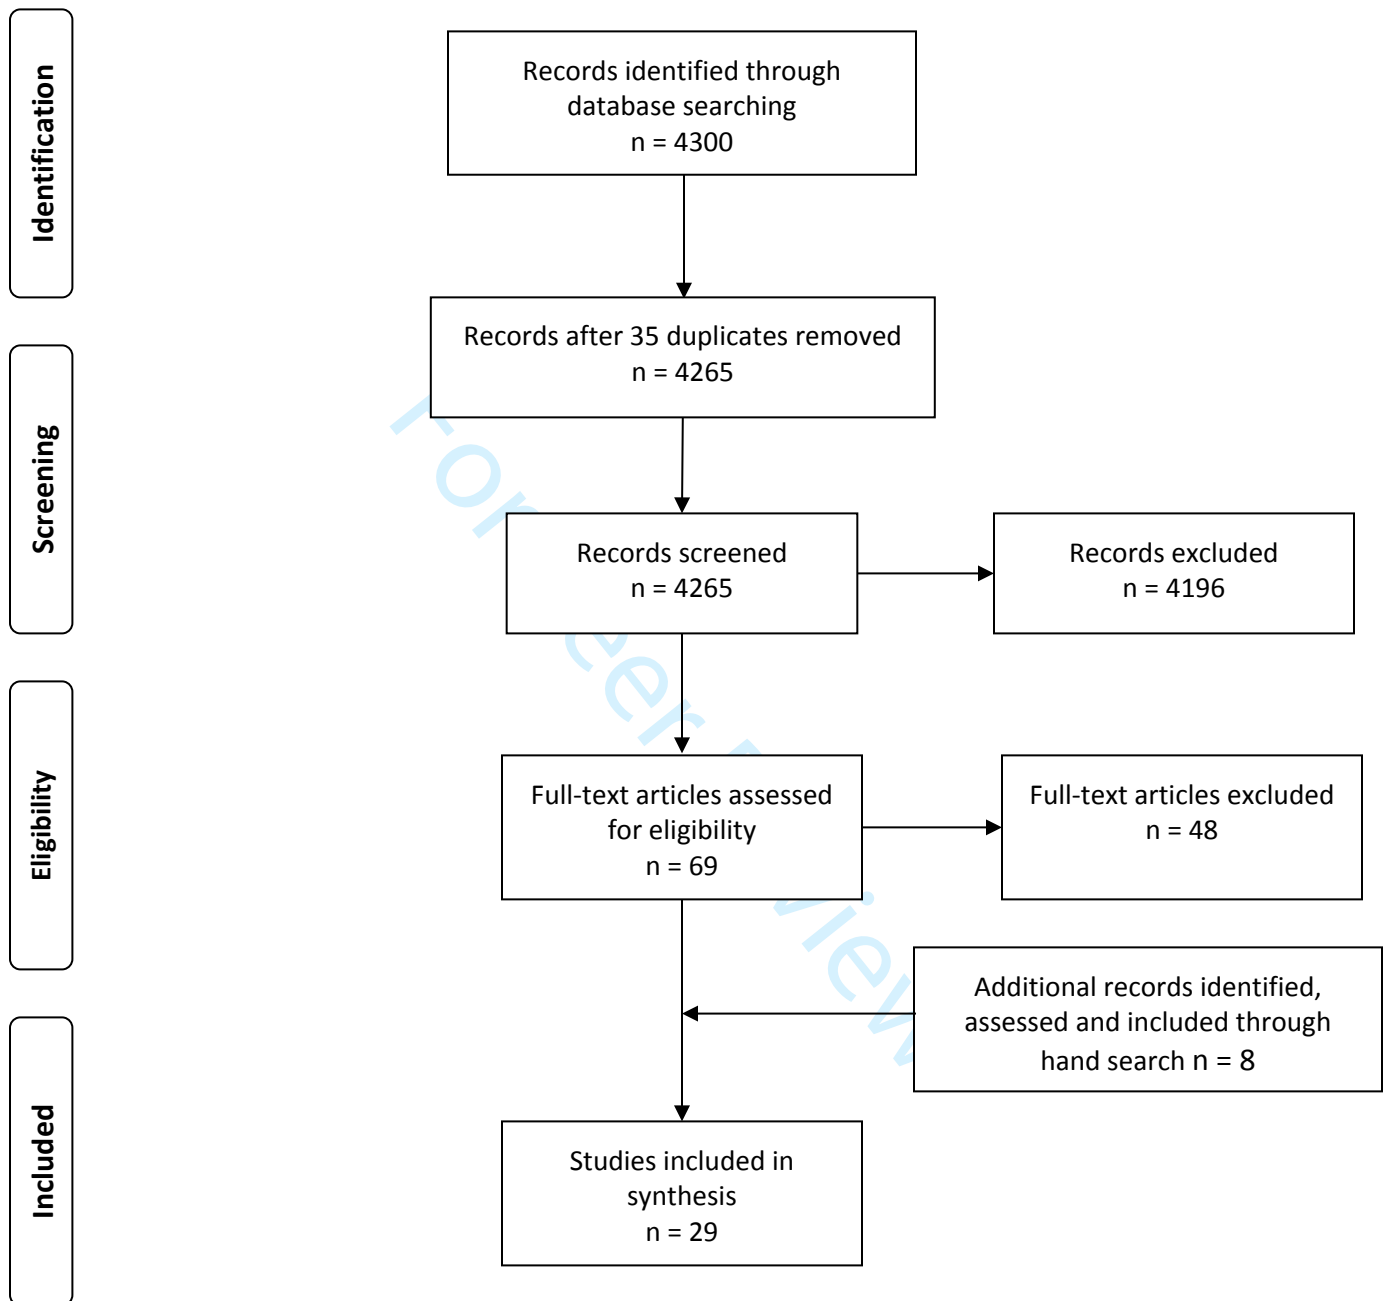 Identification
Records identified through
database searching
n = 4300
Records after 35 duplicates removed
n = 4265
Screening
Records screened
n = 4265
Records excluded
n = 4196
Eligibility
Full-text articles assessed
for eligibility
n = 69
Full-text articles excluded
n = 48
Additional records identified,
assessed and included through
hand search n = 8
Included
Studies included in
synthesis
n = 29